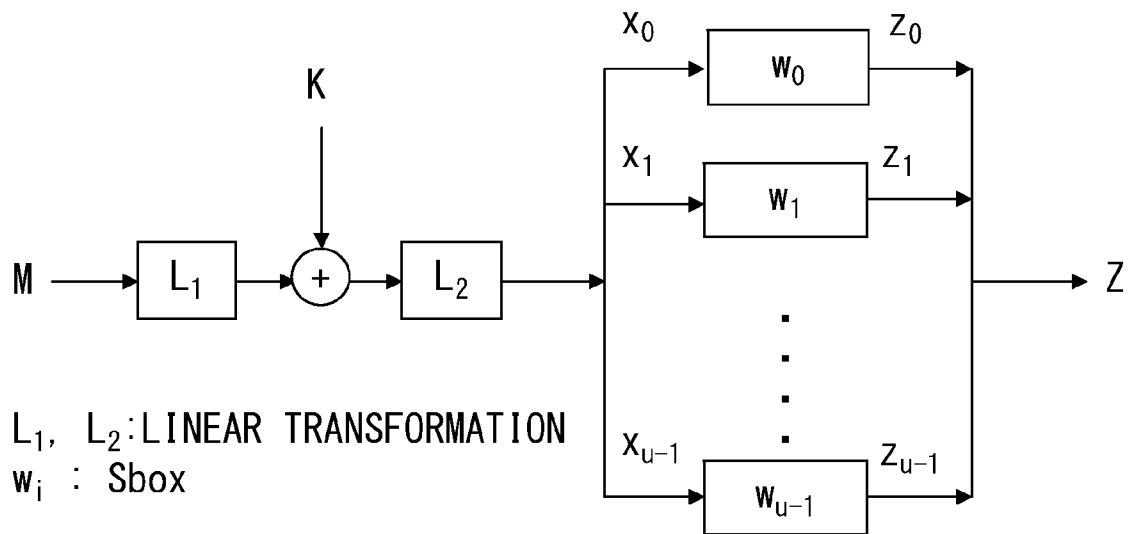 x₀
z₀
w₀
K
x₁
z₁
w₁
M
L₁
+
L₂
Z
L₁, L₂:LINEAR TRANSFORMATION
wᵢ : Sbox
xᵤ₋₁
zᵤ₋₁
wᵤ₋₁